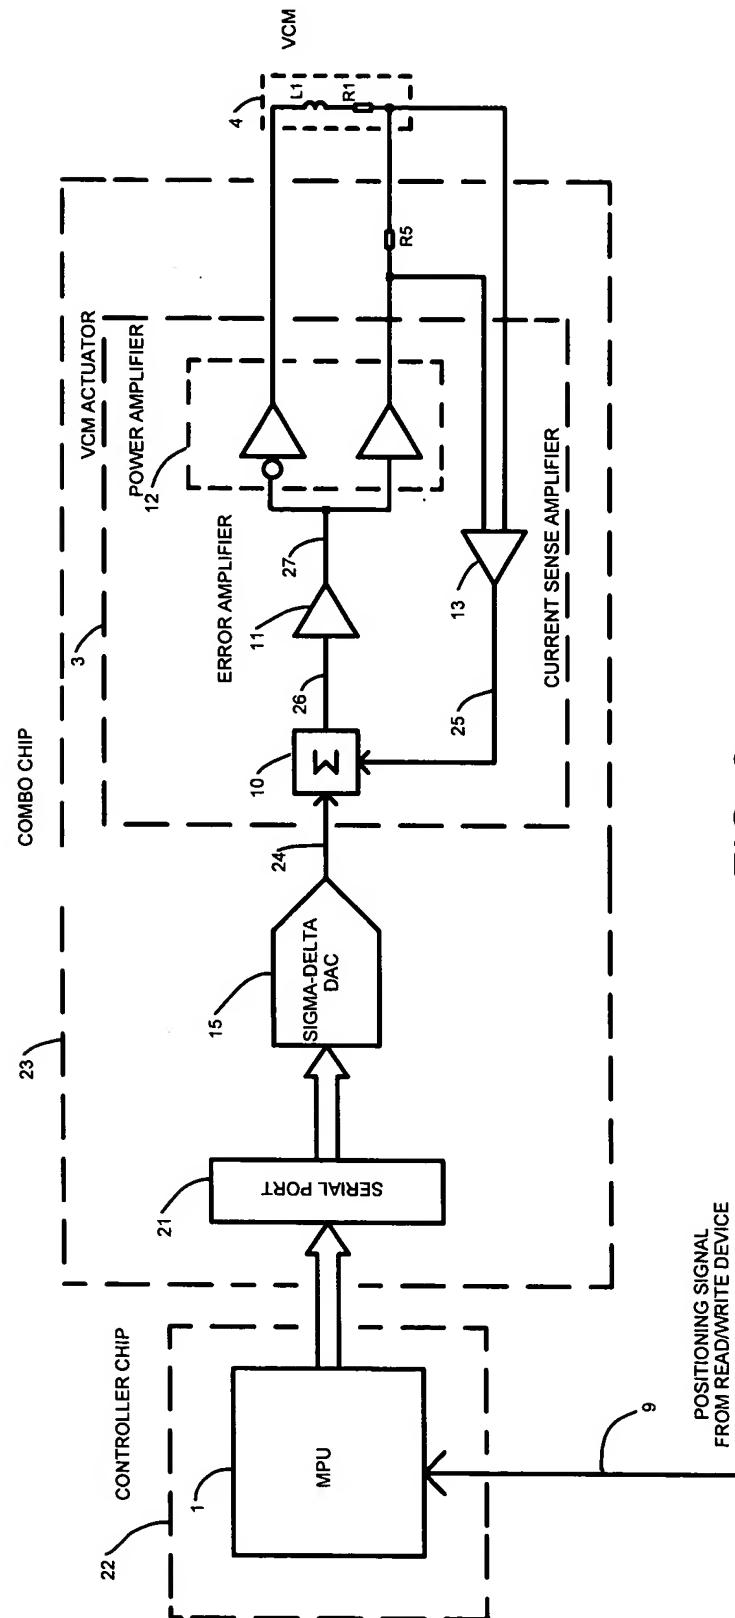 VCM
4
L1
R1
R5
VCM ACTUATOR
POWER AMPLIFIER
12
ERROR AMPLIFIER
27
11
26
13
CURRENT SENSE AMPLIFIER
25
3
10
Σ
24
COMBO CHIP
23
15
SIGMA-DELTA
DAC
21
SERIAL PORT
CONTROLLER CHIP
22
1
MPU
9
POSITIONING SIGNAL
FROM READ/WRITE DEVICE